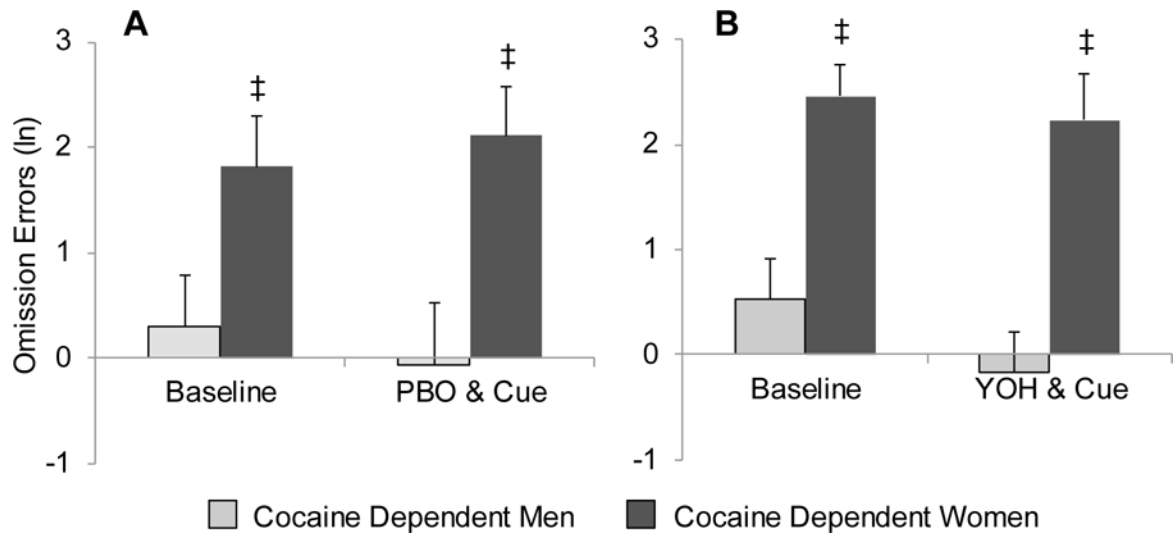 A
B
3
2
1
0
-1
Omission Errors (ln)
‡
‡
Baseline
PBO & Cue
3
2
1
0
-1
‡
‡
Baseline
YOH & Cue
Cocaine Dependent Men
Cocaine Dependent Women